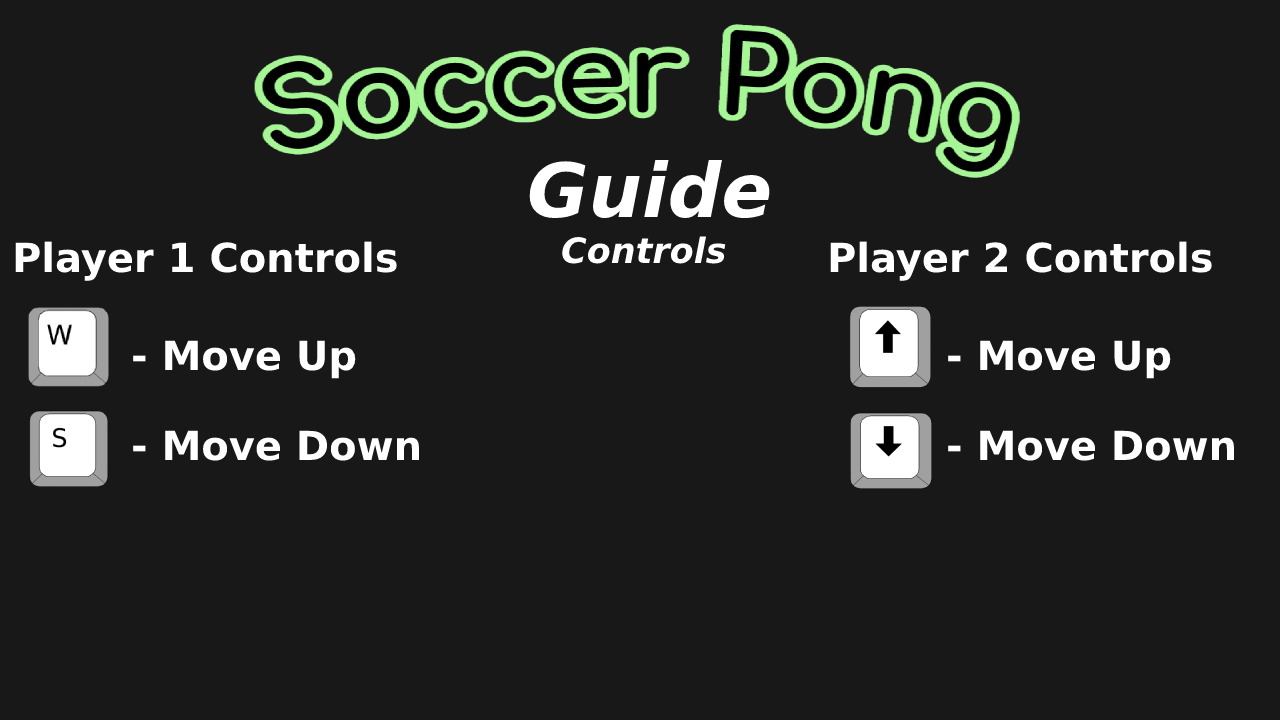 Soccer Pong
Guide
Controls
Player 1 Controls
W - Move Up
S - Move Down
Player 2 Controls
- Move Up
- Move Down